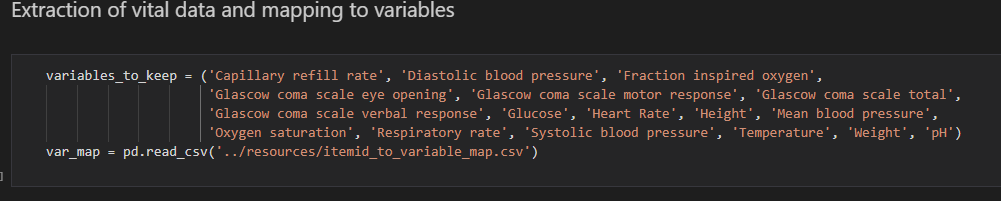 Extraction of vital data and mapping to variables
variables_to_keep = ('Capillary refill rate', 'Diastolic blood pressure', 'Fraction inspired oxygen',
'Glascow coma scale eye opening', 'Glascow coma scale motor response', 'Glascow coma scale total',
'Glascow coma scale verbal response', 'Glucose', 'Heart Rate', 'Height', 'Mean blood pressure',
'Oxygen saturation', 'Respiratory rate', 'Systolic blood pressure', 'Temperature', 'Weight', 'pH')
var_map = pd.read_csv('../resources/itemid_to_variable_map.csv')
]